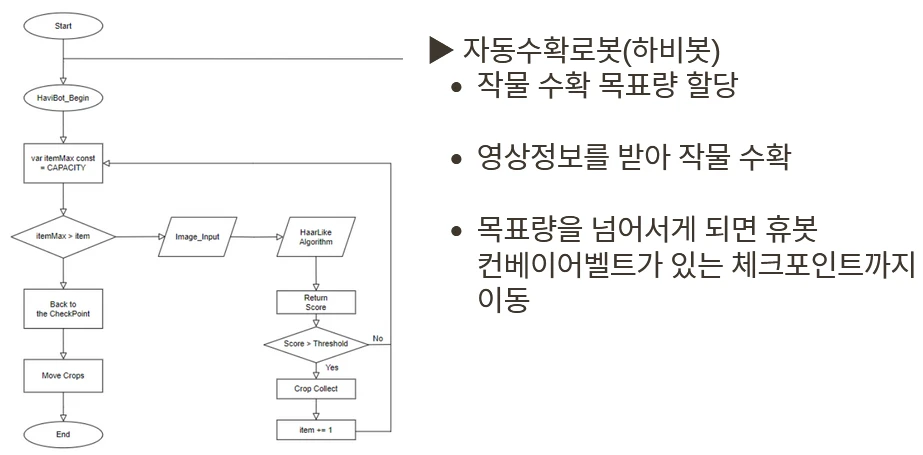 Start
HaviBot_Begin
var itemMax const
= CAPACITY
itemMax > item
Image_Input
HaarLike
Algorithm
Return
Score
Score > Threshold
No
Yes
Crop Collect
item += 1
Back to
the CheckPoint
Move Crops
End
▶ 자동수확로봇(하비봇)
• 작물 수확 목표량 할당
• 영상정보를 받아 작물 수확
• 목표량을 넘어서게 되면 휴봇
컨베이어벨트가 있는 체크포인트까지
이동